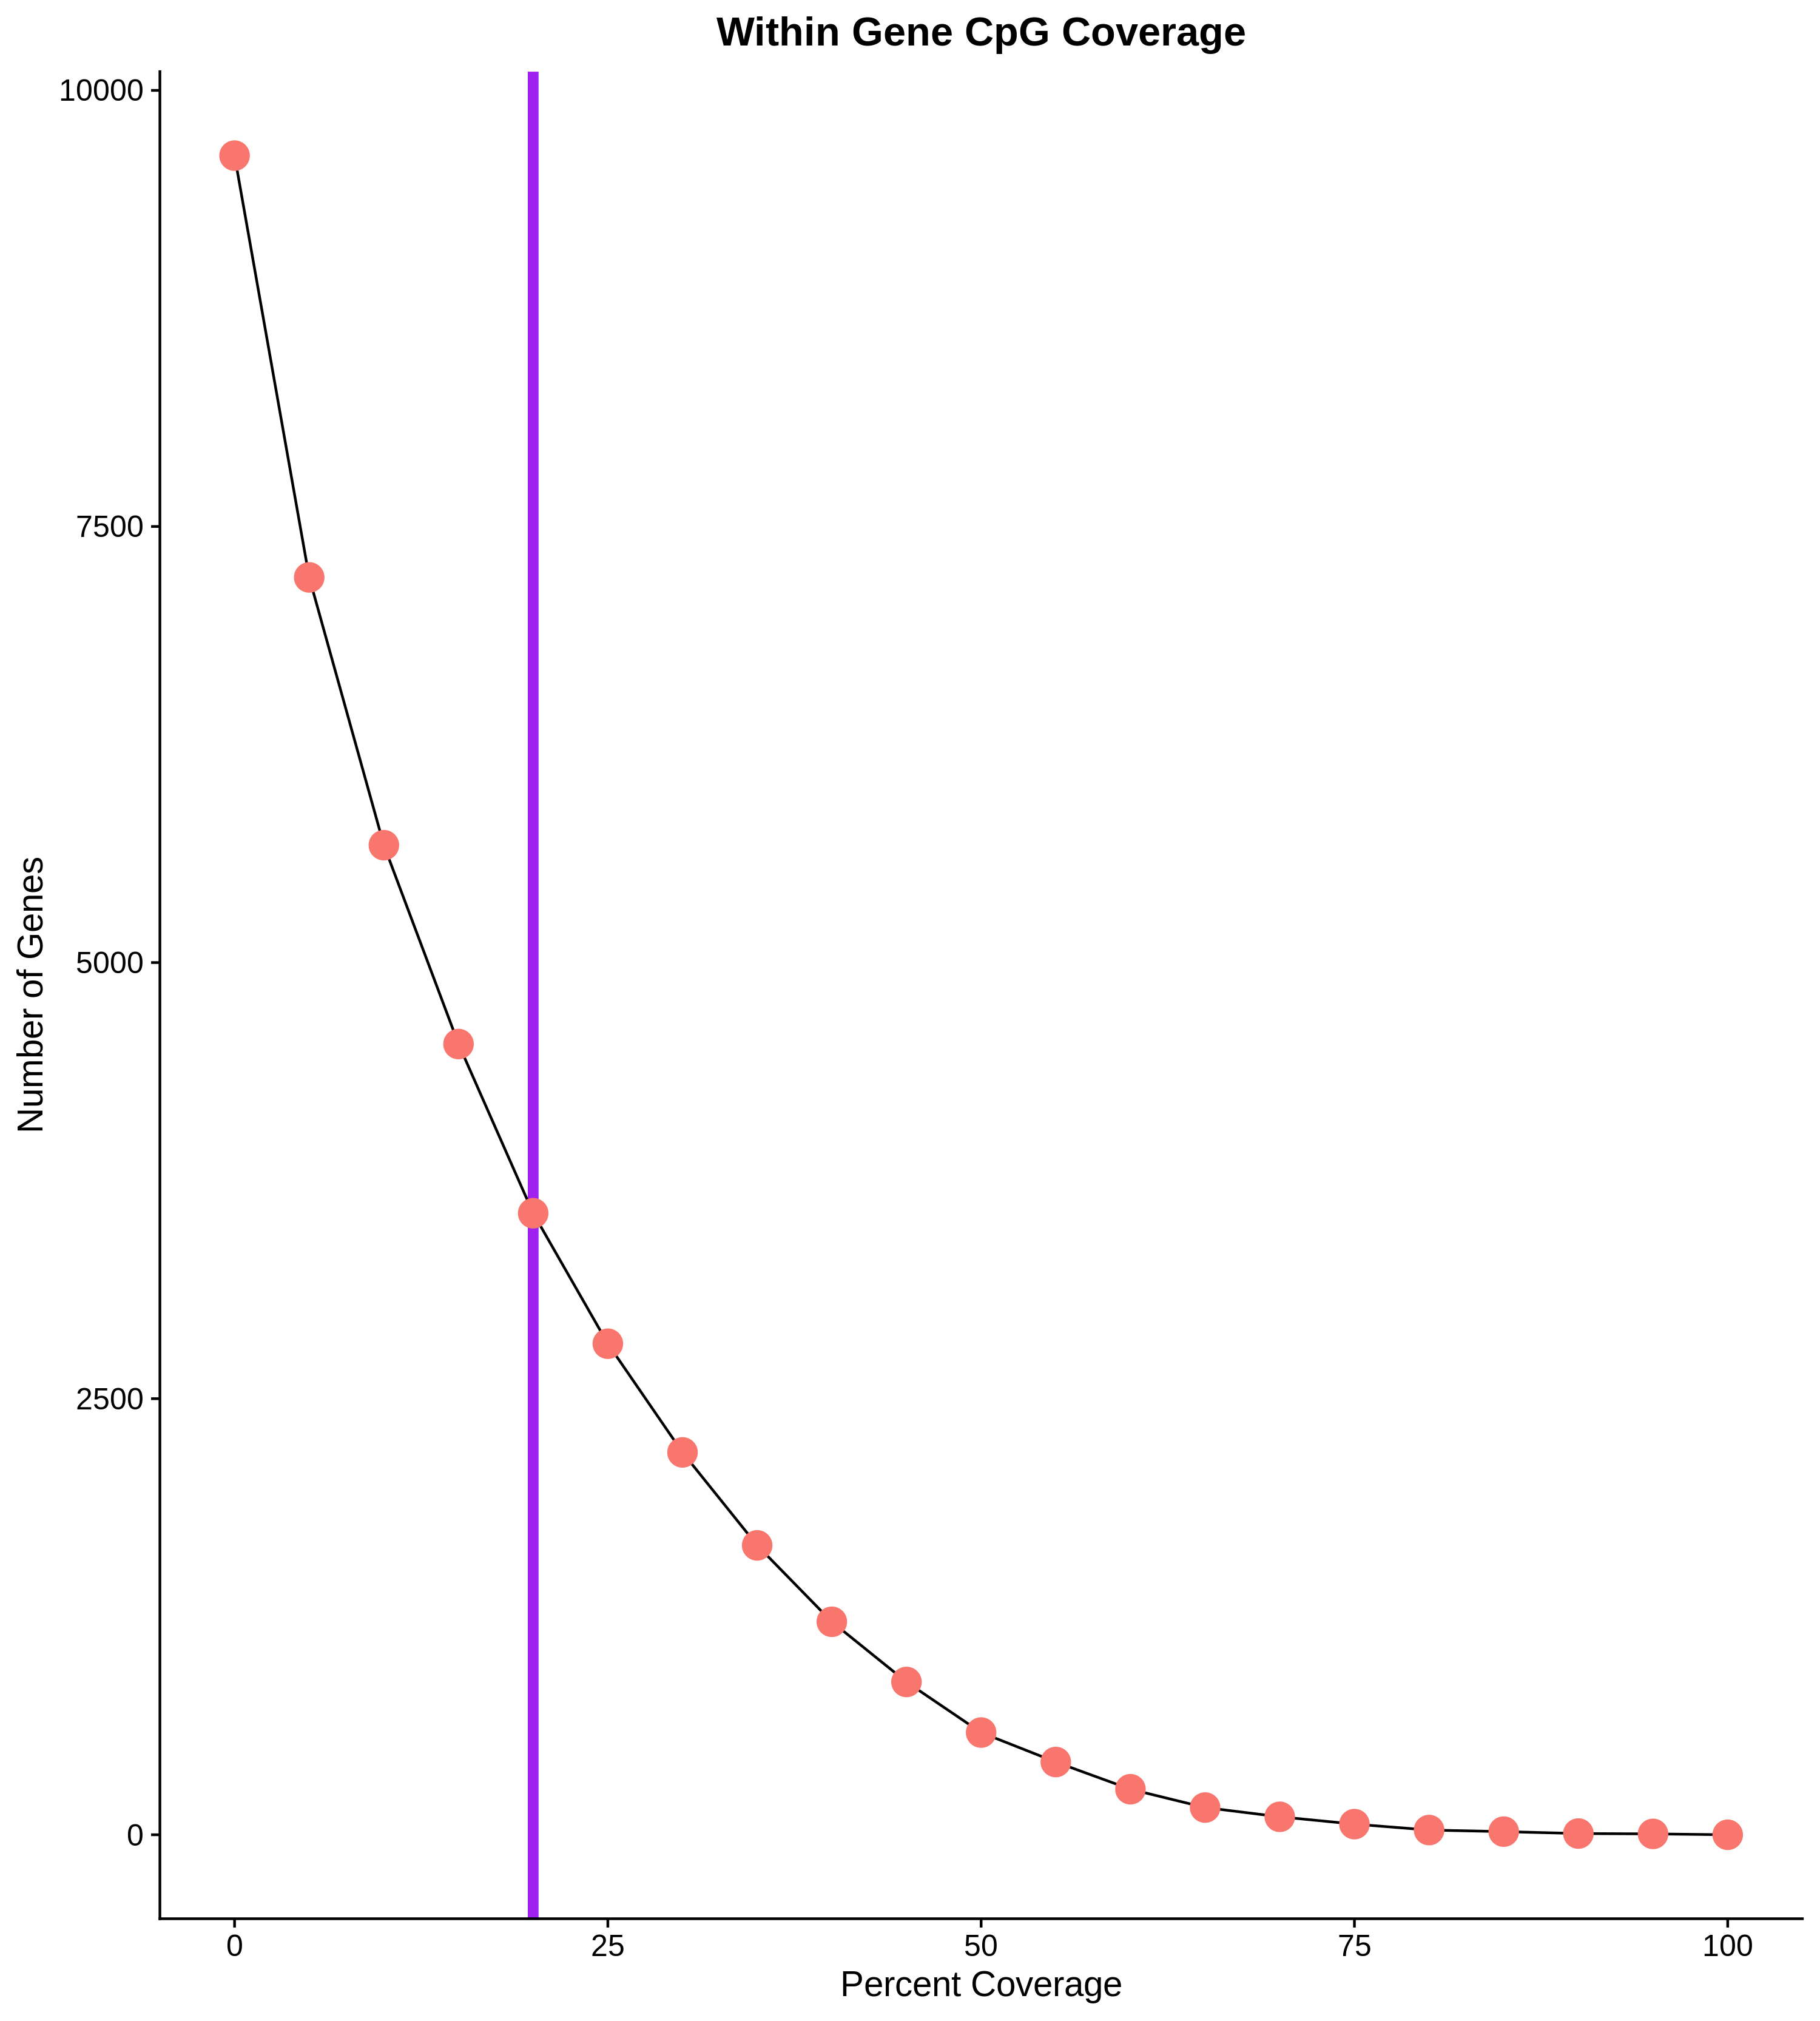 Within Gene CpG Coverage
10000
7500
5000
2500
0
Number of Genes
0 25 50 75 100
Percent Coverage